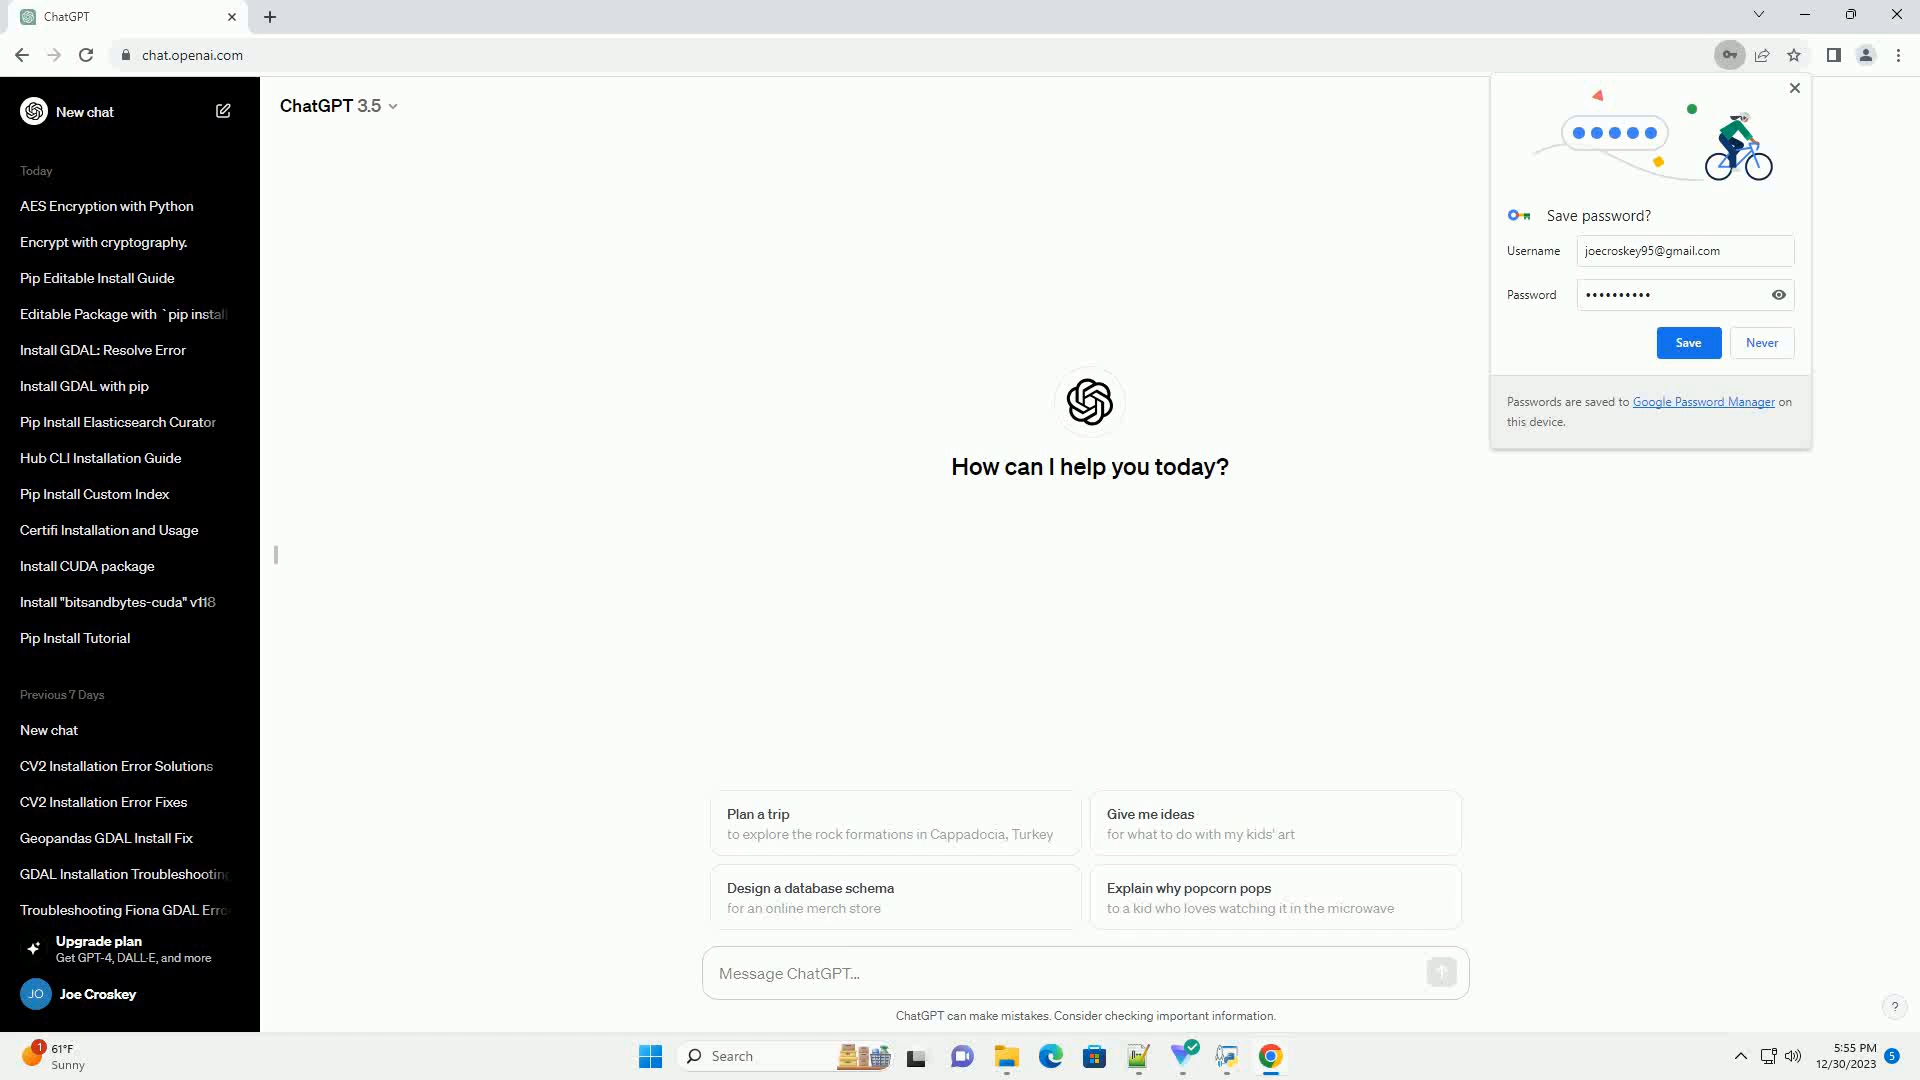 ChatGPT
chat.openai.com
New chat
Today
AES Encryption with Python
Encrypt with cryptography.
Pip Editable Install Guide
Editable Package with `pip install
Install GDAL: Resolve Error
Install GDAL with pip
Pip Install Elasticsearch Curator
Hub CLI Installation Guide
Pip Install Custom Index
Certifi Installation and Usage
Install CUDA package
Install "bitsandbytes-cuda" v118
Pip Install Tutorial
Previous 7 Days
New chat
CV2 Installation Error Solutions
CV2 Installation Error Fixes
Geopandas GDAL Install Fix
GDAL Installation Troubleshooting
Troubleshooting Fiona GDAL Erro
Upgrade plan
Get GPT-4, DALL·E, and more
JO Joe Croskey
ChatGPT 3.5
How can I help you today?
Plan a trip
to explore the rock formations in Cappadocia, Turkey
Give me ideas
for what to do with my kids' art
Design a database schema
for an online merch store
Explain why popcorn pops
to a kid who loves watching it in the microwave
Message ChatGPT...
ChatGPT can make mistakes. Consider checking important information.
?
Save password?
Username joecroskey95@gmail.com
Password ••••••••••
Save Never
Passwords are saved to Google Password Manager on
this device.
1
61°F
Sunny
Search
5:55 PM
12/30/2023
5